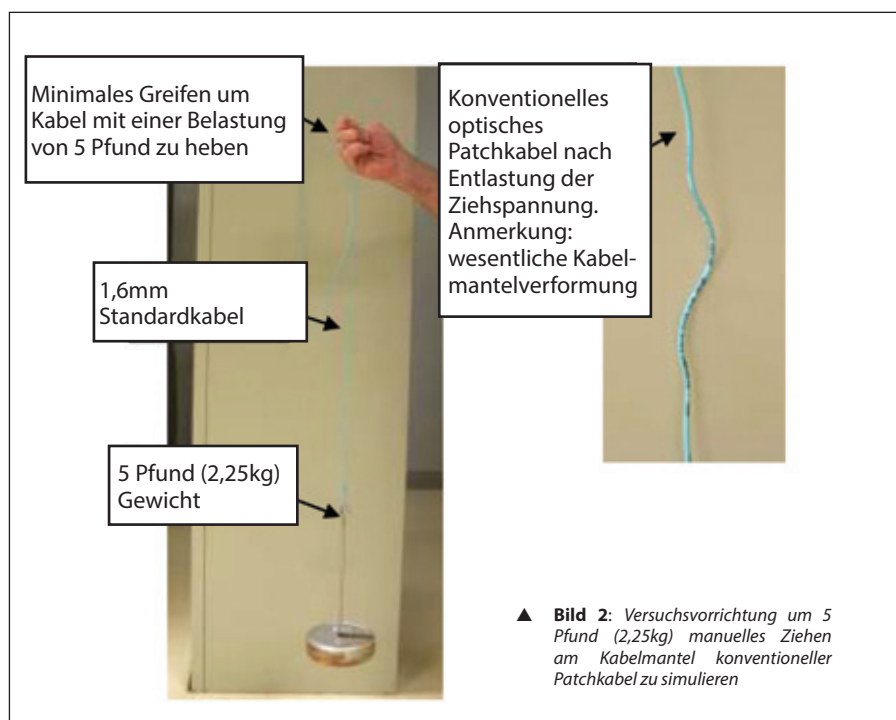 Minimales Greifen um
Kabel mit einer Belastung
von 5 Pfund zu heben
1,6mm
Standardkabel
5 Pfund (2,25kg)
Gewicht
Konventionelles
optisches
Patchkabel nach
Entlastung der
Ziehspannung.
Anmerkung:
wesentliche Kabel-
mantelverformung
▲ Bild 2: Versuchsvorrichtung um 5
Pfund (2,25kg) manuelles Ziehen
am Kabelmantel konventioneller
Patchkabel zu simulieren